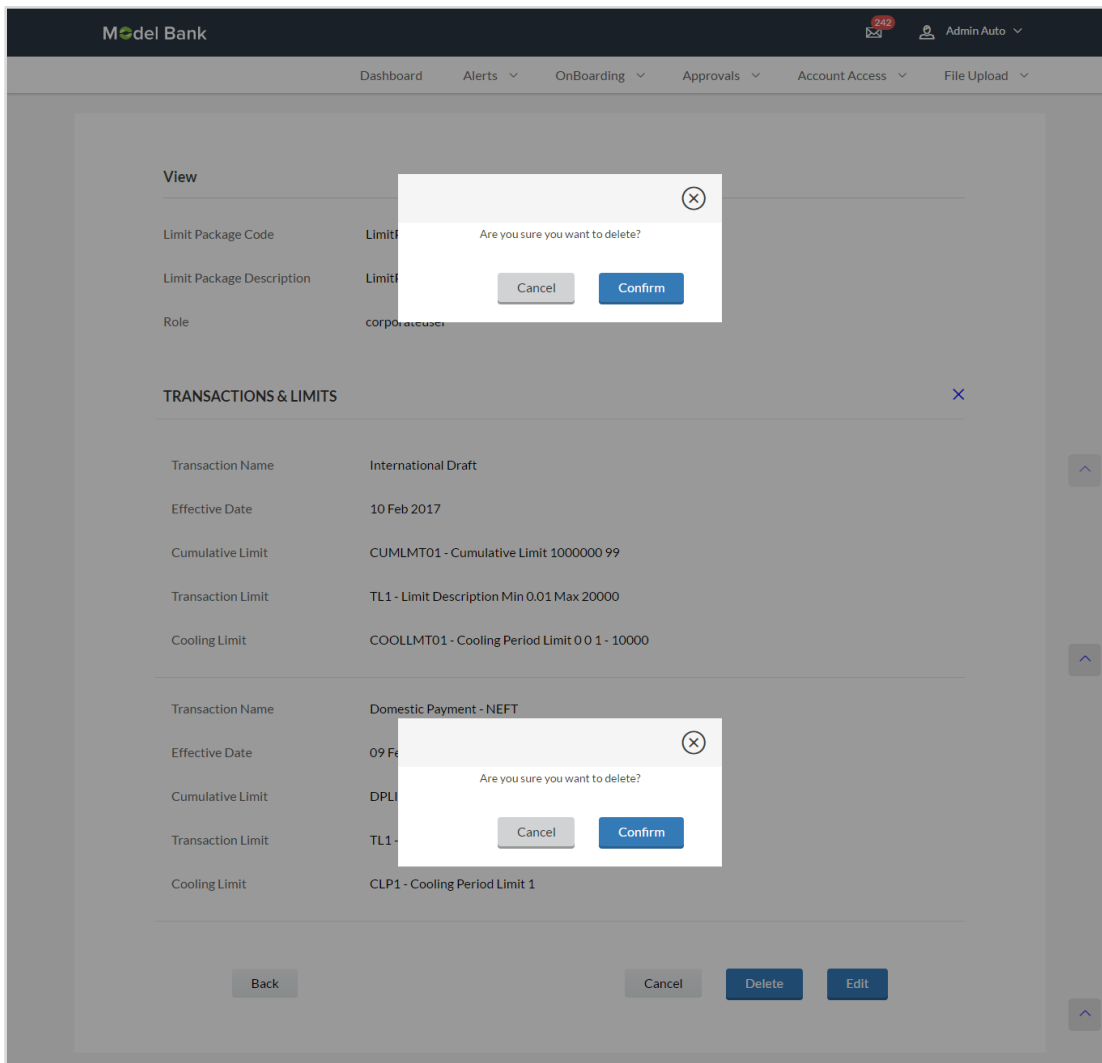 Model Bank
242
Admin Auto
Dashboard Alerts OnBoarding Approvals Account Access File Upload
View
Limit Package Code
Are you sure you want to delete?
Limit Package Description
Cancel Confirm
Role corporateuser
TRANSACTIONS & LIMITS
Transaction Name International Draft
Effective Date 10 Feb 2017
Cumulative Limit CUMLMT01 - Cumulative Limit 1000000 99
Transaction Limit TL1 - Limit Description Min 0.01 Max 20000
Cooling Limit COOLLMT01 - Cooling Period Limit 0 0 1 - 10000
Transaction Name Domestic Payment - NEFT
Effective Date 09
Are you sure you want to delete?
Cumulative Limit
Transaction Limit TL1 -
Cancel Confirm
Cooling Limit CLP1 - Cooling Period Limit 1
Back Cancel Delete Edit